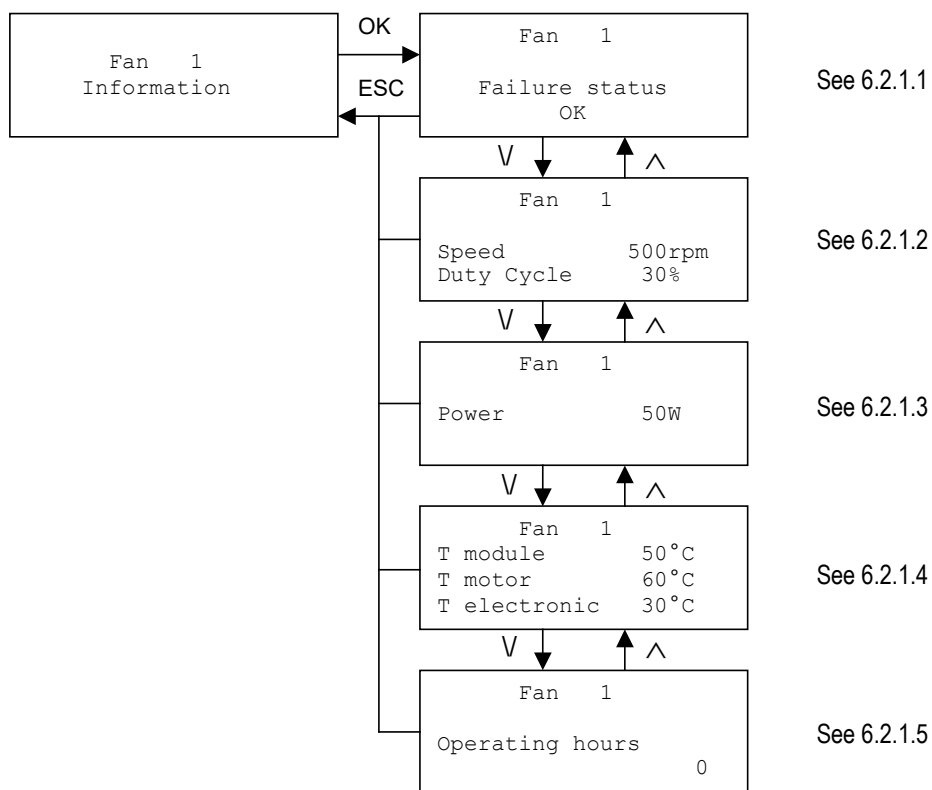 Fan 1
Information
OK
ESC
Fan 1
Failure status
OK
See 6.2.1.1
\/ /\
Fan 1
Speed 500rpm
Duty Cycle 30%
See 6.2.1.2
\/ /\
Fan 1
Power 50W
See 6.2.1.3
\/ /\
Fan 1
T module 50°C
T motor 60°C
T electronic 30°C
See 6.2.1.4
\/ /\
Fan 1
Operating hours
0
See 6.2.1.5